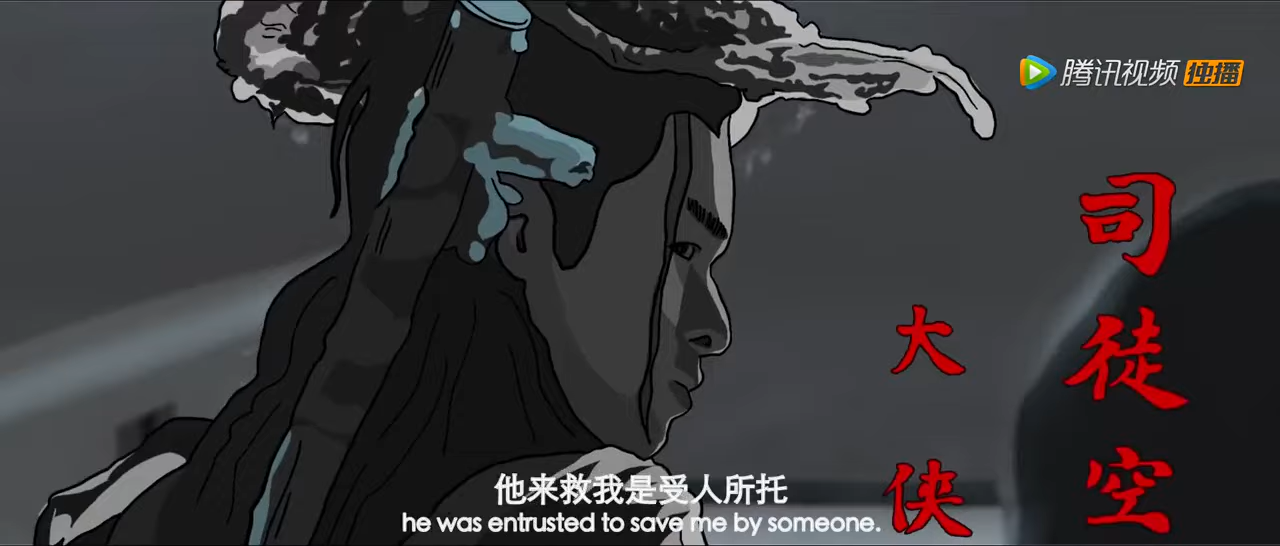 腾讯视频 独播
司徒空
大侠
他来救我是受人所托
he was entrusted to save me by someone.